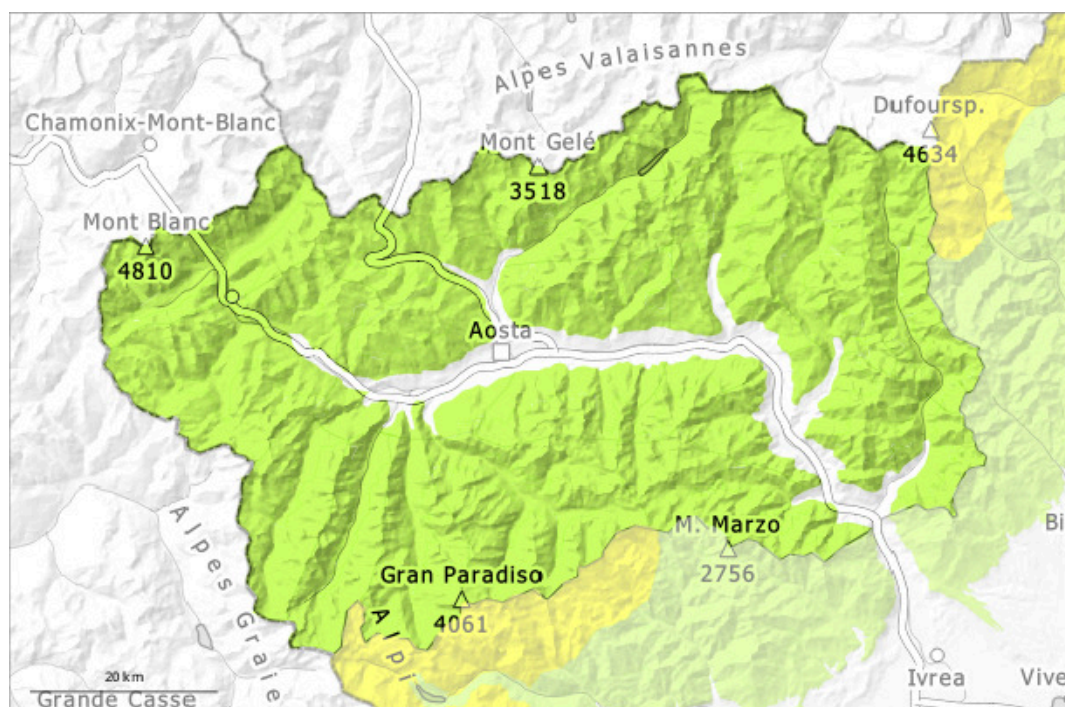 Alpes Valaisannes
Chamonix-Mont-Blanc
Dufoursp.
4634
Mont Gelé
3518
Mont Blanc
4810
Aosta
Alpes Graie
M. Marzo
2756
Gran Paradiso
4061
Alpi
Bi
Ivrea
Vive
20 km
Grande Casse